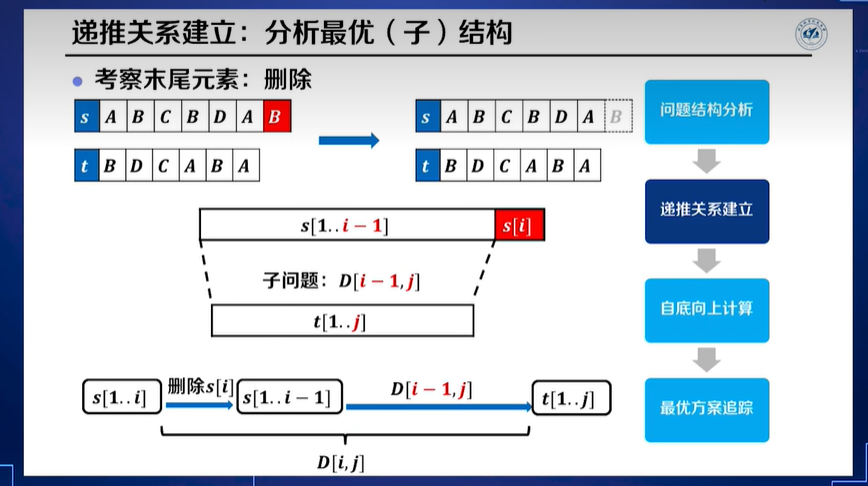 递推关系建立：分析最优（子）结构
考察末尾元素：删除
s A B C B D A B
s A B C B D A B
t B D C A B A
t B D C A B A
s[1..i − 1] s[i]
子问题：D[i − 1, j]
t[1..j]
s[1..i] 删除s[i] s[1..i − 1] D[i − 1, j] t[1..j]
D[i, j]
问题结构分析
递推关系建立
自底向上计算
最优方案追踪